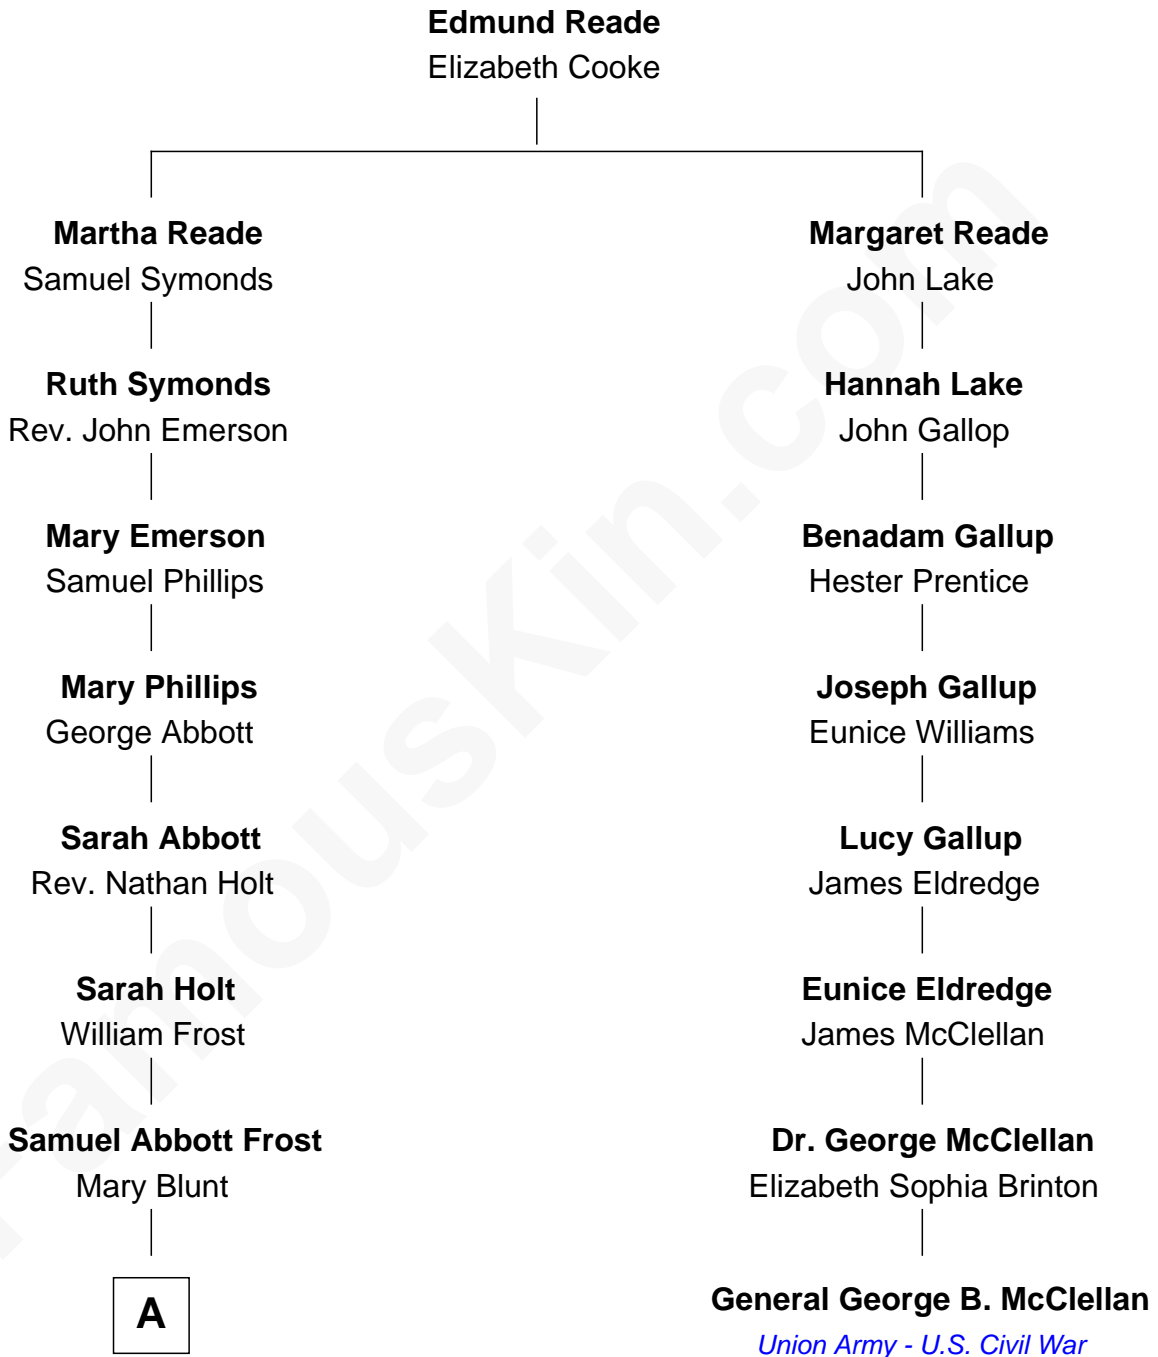 Edmund Reade
Elizabeth Cooke
Martha Reade
Samuel Symonds
Margaret Reade
John Lake
Ruth Symonds
Rev. John Emerson
Hannah Lake
John Gallop
Mary Emerson
Samuel Phillips
Benadam Gallup
Hester Prentice
Mary Phillips
George Abbott
Joseph Gallup
Eunice Williams
Sarah Abbott
Rev. Nathan Holt
Lucy Gallup
James Eldredge
Sarah Holt
William Frost
Eunice Eldredge
James McClellan
Samuel Abbott Frost
Mary Blunt
Dr. George McClellan
Elizabeth Sophia Brinton
A
General George B. McClellan
Union Army - U.S. Civil War
FamousKin.com